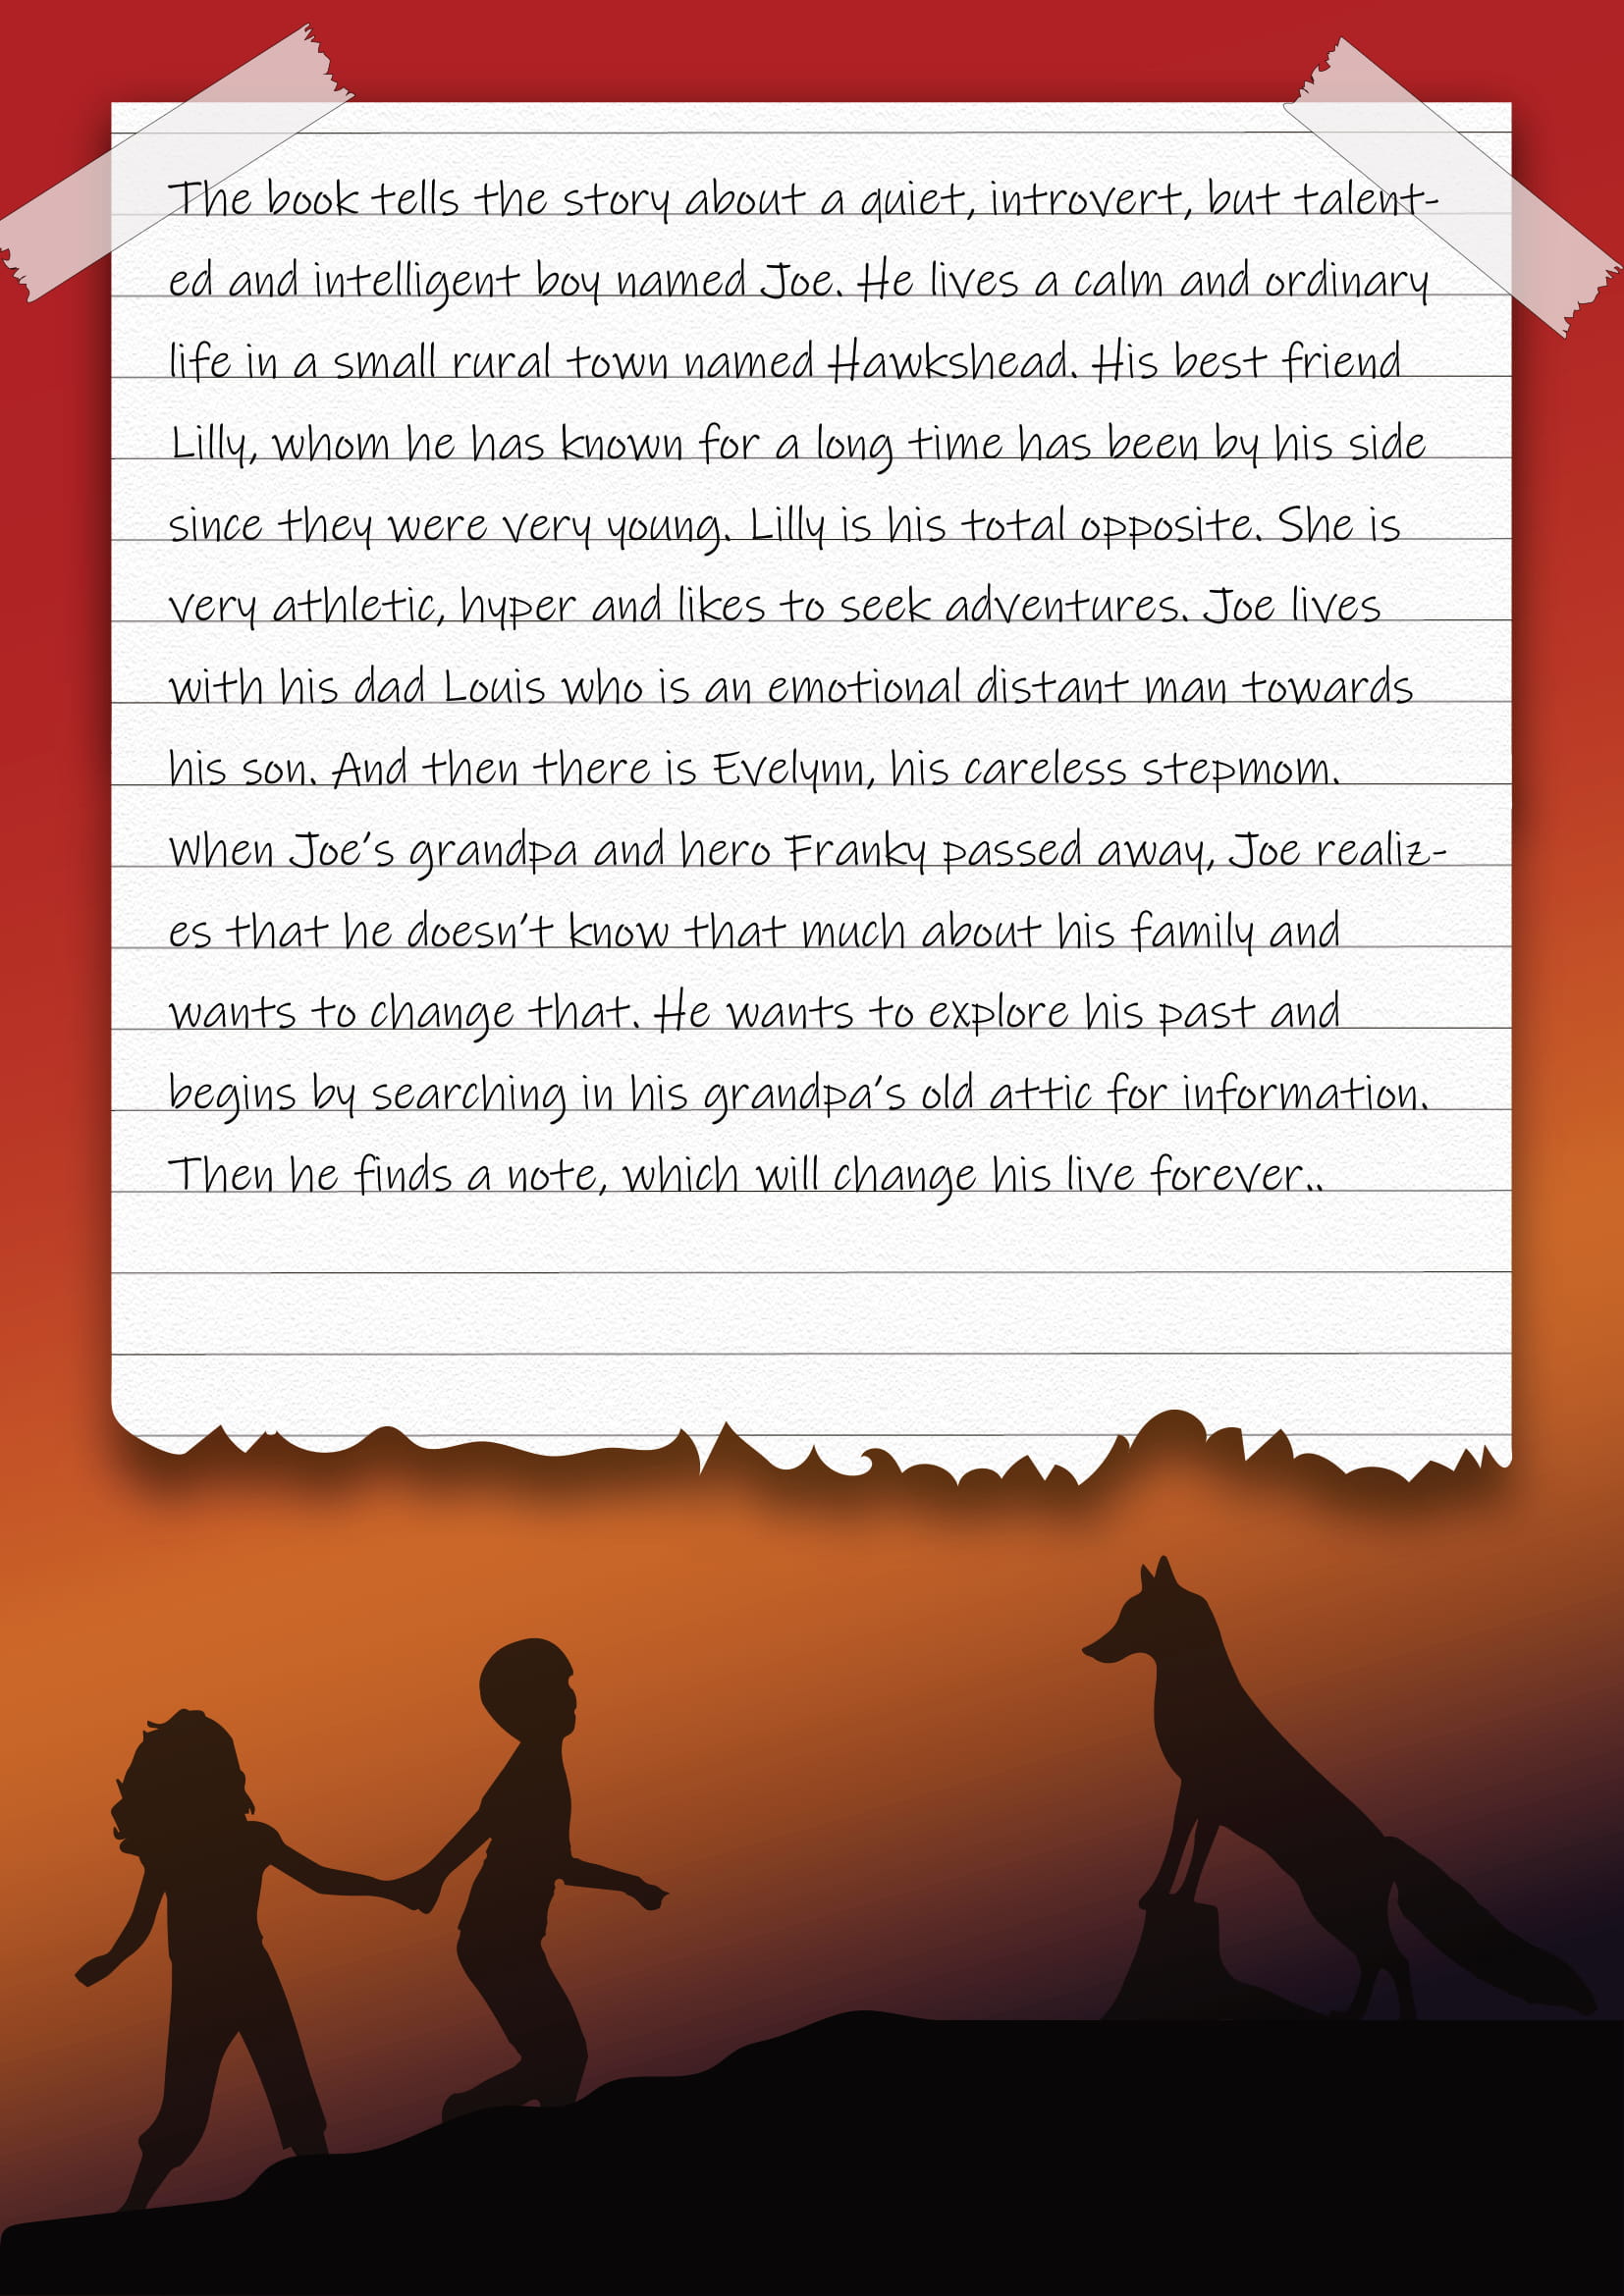 The book tells the story about a quiet, introvert, but talent-
ed and intelligent boy named Joe. He lives a calm and ordinary
life in a small rural town named Hawkshead. His best friend
Lilly, whom he has known for a long time has been by his side
since they were very young. Lilly is his total opposite. She is
very athletic, hyper and likes to seek adventures. Joe lives
with his dad Louis who is an emotional distant man towards
his son. And then there is Evelynn, his careless stepmom.
When Joe's grandpa and hero Franky passed away, Joe realiz-
es that he doesn't know that much about his family and
wants to change that. He wants to explore his past and
begins by searching in his grandpa's old attic for information.
Then he finds a note, which will change his live forever..